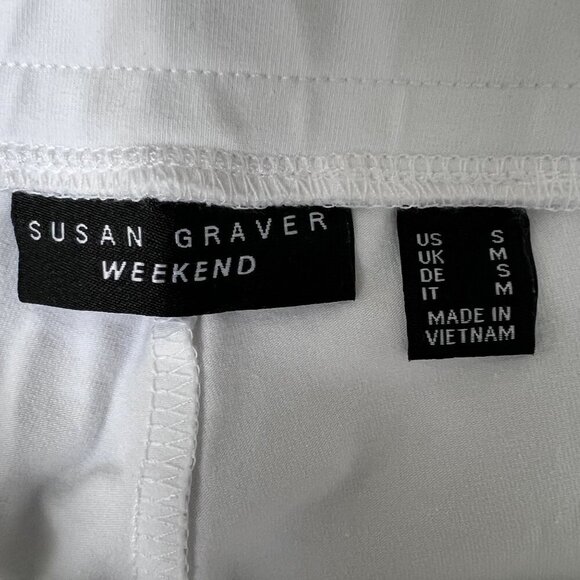 SUSAN GRAVER
WEEKEND
US S
UK M
DE S
IT M
MADE IN
VIETNAM